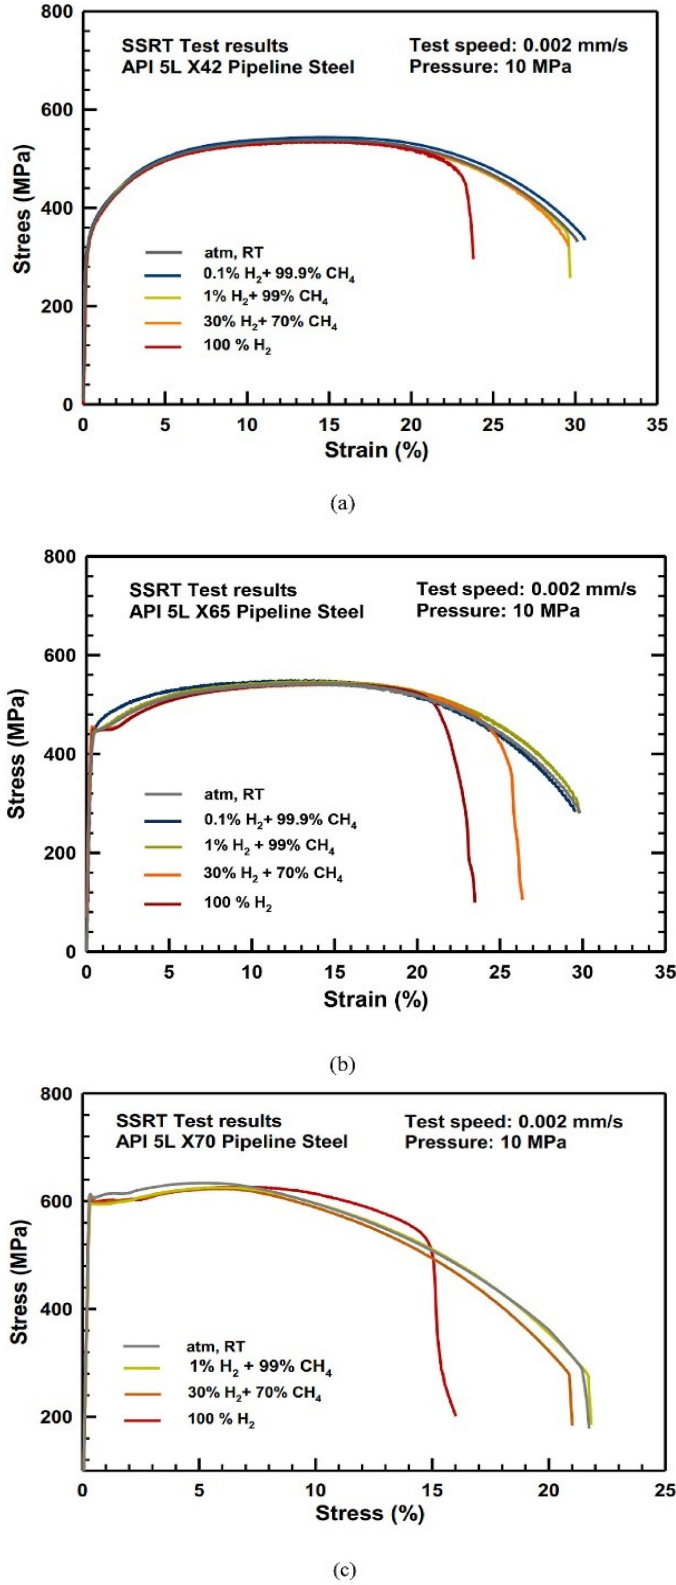 800
SSRT Test results
API 5L X42 Pipeline Steel
Test speed: 0.002 mm/s
Pressure: 10 MPa
600
400
200
0
Strees (MPa)
atm, RT
0.1% H2+ 99.9% CH4
1% H2+ 99% CH4
30% H2+ 70% CH4
100 % H2
0 5 10 15 20 25 30 35
Strain (%)
(a)
800
SSRT Test results
API 5L X65 Pipeline Steel
Test speed: 0.002 mm/s
Pressure: 10 MPa
600
400
200
0
Stress (MPa)
atm, RT
0.1% H2+ 99.9% CH4
1% H2 + 99% CH4
30% H2 + 70% CH4
100 % H2
0 5 10 15 20 25 30 35
Strain (%)
(b)
800
SSRT Test results
API 5L X70 Pipeline Steel
Test speed: 0.002 mm/s
Pressure: 10 MPa
600
400
200
Stress (MPa)
atm, RT
1% H2 + 99% CH4
30% H2+ 70% CH4
100 % H2
0 5 10 15 20 25
Stress (%)
(c)